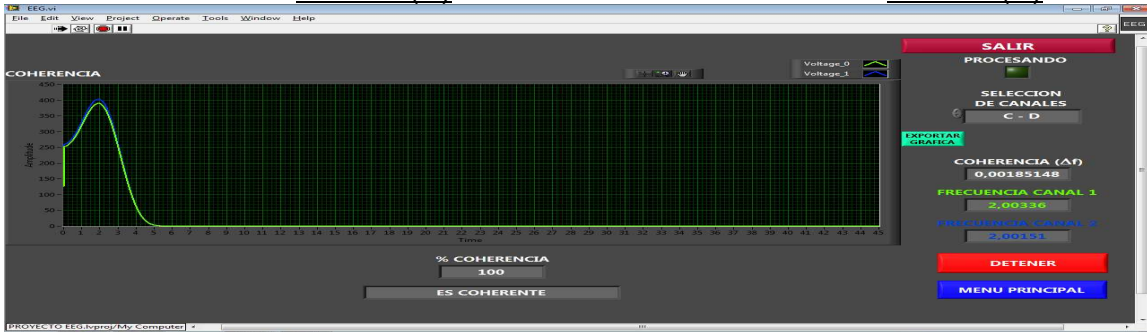 EEG.vi
File Edit View Project Operate Tools Window Help
EEG
SALIR
PROCESANDO
COHERENCIA
Voltage_0
Voltage_1
SELECCION
DE CANALES
C - D
EXPORTAR
GRAFICA
COHERENCIA (Δf)
0,00185148
FRECUENCIA CANAL 1
2,00336
FRECUENCIA CANAL 2
2,00151
Amplitude
450
400
350
300
250
200
150
100
50
0
0 1 2 3 4 5 6 7 8 9 10 11 12 13 14 15 16 17 18 19 20 21 22 23 24 25 26 27 28 29 30 31 32 33 34 35 36 37 38 39 40 41 42 43 44 45
Time
% COHERENCIA
100
ES COHERENTE
DETENER
MENU PRINCIPAL
PROYECTO EEG.lvproj/My Computer